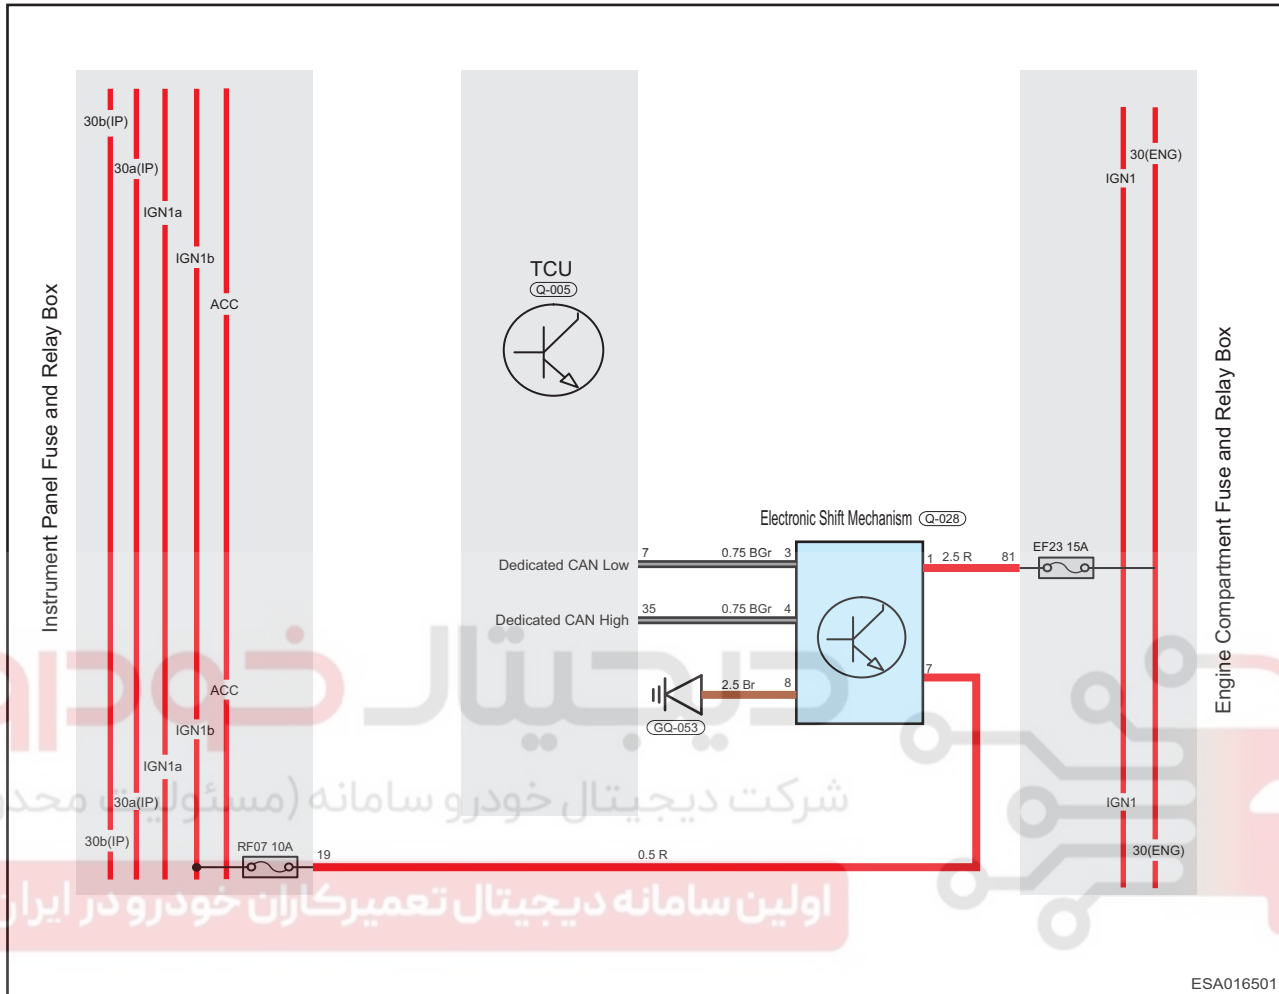 30b(IP)
30a(IP)
IGN1a
IGN1b
ACC
Instrument Panel Fuse and Relay Box
ACC
IGN1b
IGN1a
30a(IP)
30b(IP)
RF07 10A
19
0.5 R
TCU
Q-005
Dedicated CAN Low
7
0.75 BGr
3
Dedicated CAN High
35
0.75 BGr
4
2.5 Br
8
GQ-053
Electronic Shift Mechanism
Q-028
1
2.5 R
81
7
EF23 15A
30(ENG)
IGN1
Engine Compartment Fuse and Relay Box
IGN1
30(ENG)
دیجیتال خودرو
شرکت دیجیتال خودرو سامانه (مسئولیت
اولین سامانه دیجیتال تعمیرکاران خودرو در ایران
ESA016501